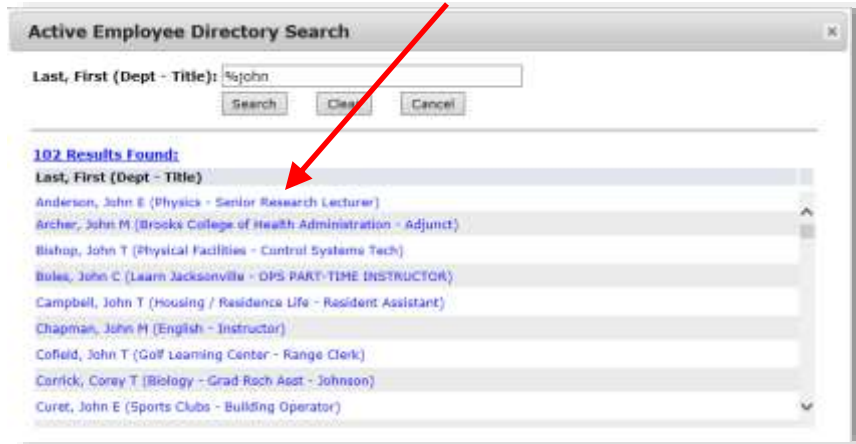 Active Employee Directory Search
Last, First (Dept - Title): %john
Search Clear Cancel
102 Results Found:
Last, First (Dept - Title)
Anderson, John E (Physics - Senior Research Lecturer)
Archer, John M (Brooks College of Health Administration - Adjunct)
Bishop, John T (Physical Facilities - Control Systems Tech)
Boles, John C (Learn Jacksonville - OPS PART-TIME INSTRUCTOR)
Campbell, John T (Housing / Residence Life - Resident Assistant)
Chapman, John M (English - Instructor)
Cofield, John T (Golf Learning Center - Range Clerk)
Corrick, Corey T (Biology - Grad Rsch Asst - Johnson)
Curet, John E (Sports Clubs - Building Operator)